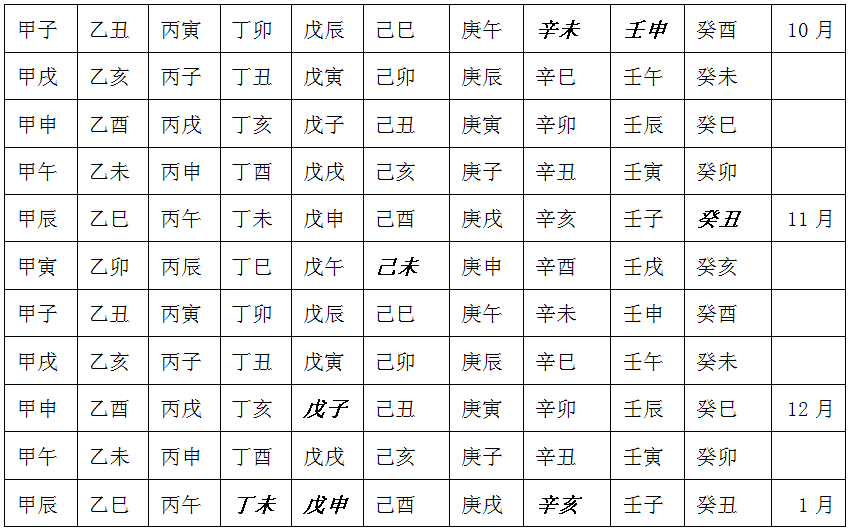 甲子 乙丑 丙寅 丁卯 戊辰 己巳 庚午 辛未 壬申 癸酉 10月
甲戌 乙亥 丙子 丁丑 戊寅 己卯 庚辰 辛巳 壬午 癸未
甲申 乙酉 丙戌 丁亥 戊子 己丑 庚寅 辛卯 壬辰 癸巳
甲午 乙未 丙申 丁酉 戊戌 己亥 庚子 辛丑 壬寅 癸卯
甲辰 乙巳 丙午 丁未 戊申 己酉 庚戌 辛亥 壬子 癸丑 11月
甲寅 乙卯 丙辰 丁巳 戊午 己未 庚申 辛酉 壬戌 癸亥
甲子 乙丑 丙寅 丁卯 戊辰 己巳 庚午 辛未 壬申 癸酉
甲戌 乙亥 丙子 丁丑 戊寅 己卯 庚辰 辛巳 壬午 癸未
甲申 乙酉 丙戌 丁亥 戊子 己丑 庚寅 辛卯 壬辰 癸巳 12月
甲午 乙未 丙申 丁酉 戊戌 己亥 庚子 辛丑 壬寅 癸卯
甲辰 乙巳 丙午 丁未 戊申 己酉 庚戌 辛亥 壬子 癸丑 1月